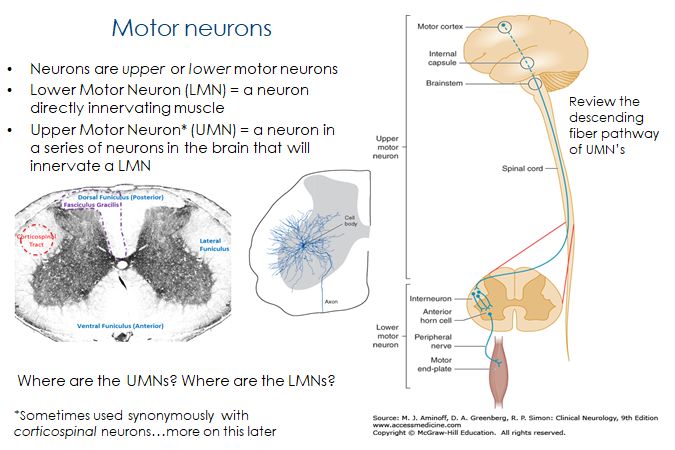 Motor neurons
• Neurons are upper or lower motor neurons
• Lower Motor Neuron (LMN) = a neuron
directly innervating muscle
• Upper Motor Neuron* (UMN) = a neuron in
a series of neurons in the brain that will
innervate a LMN
Dorsal Funiculus (Posterior)
Fasciculus Gracilis
Corticospinal
Tract
Lateral
Funiculus
Ventral Funiculus (Anterior)
Cell
body
Axon
Where are the UMNs? Where are the LMNs?
*Sometimes used synonymously with
corticospinal neurons…more on this later
Motor cortex
Internal
capsule
Brainstem
Review the
descending
fiber pathway
of UMN's
Upper
motor
neuron
Spinal cord
Interneuron
Anterior
horn cell
Lower
motor
neuron
Peripheral
nerve
Motor
end-plate
Source: M. J. Aminoff, D. A. Greenberg, R. P. Simon: Clinical Neurology, 9th Edition
www.accessmedicine.com
Copyright © McGraw-Hill Education. All rights reserved.